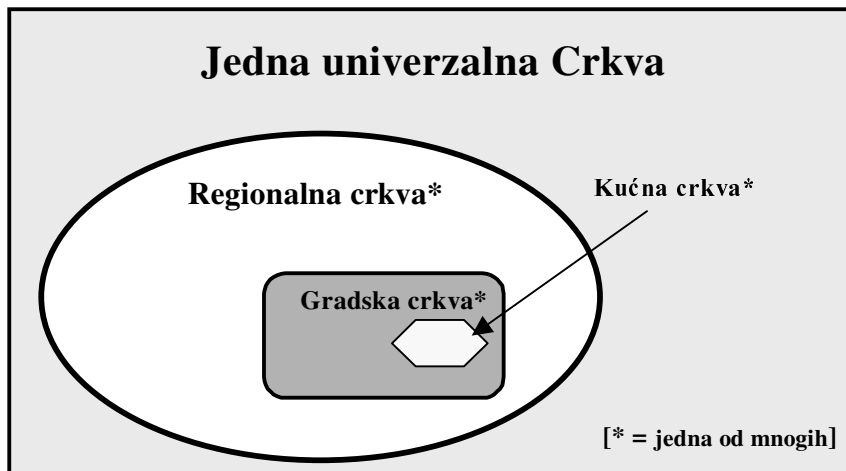 Jedna univerzalna Crkva
Regionalna crkva*
Kućna crkva*
Gradska crkva*
[* = jedna od mnogih]